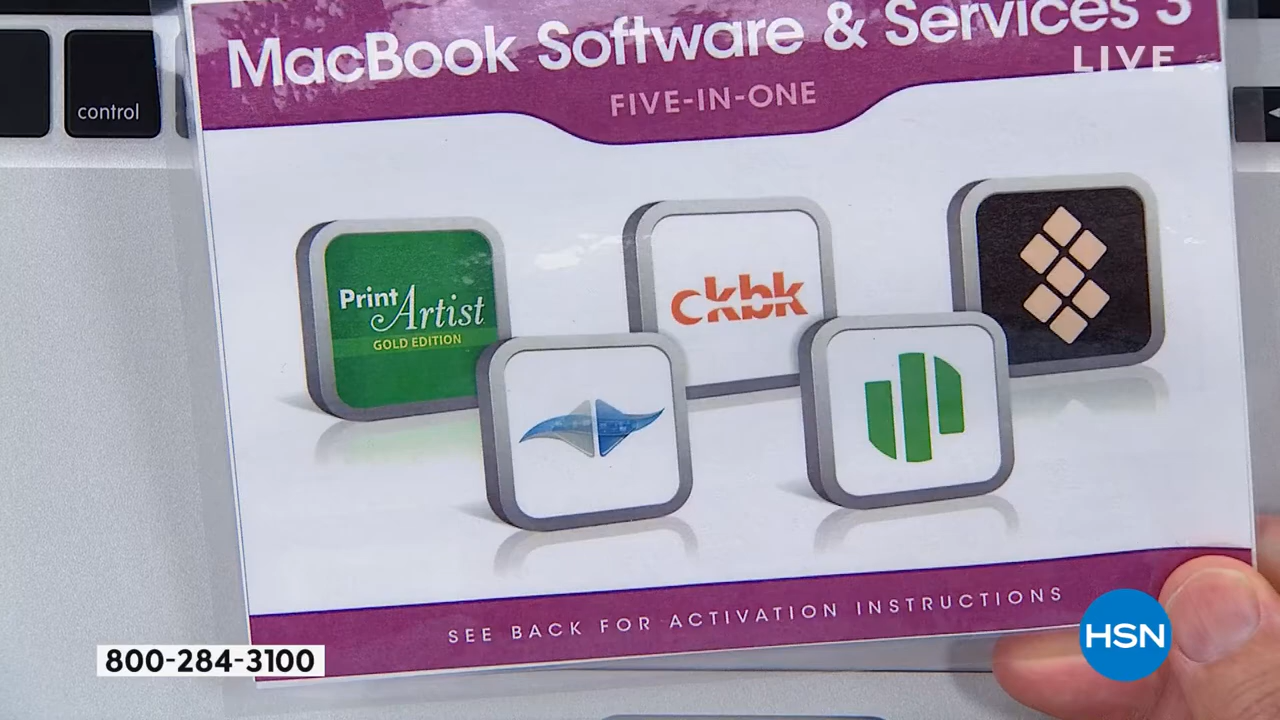 MacBook Software & Services 3
LIVE
FIVE-IN-ONE
control
Print
Artist
GOLD EDITION
ckbk
SEE BACK FOR ACTIVATION INSTRUCTIONS
HSN
800-284-3100